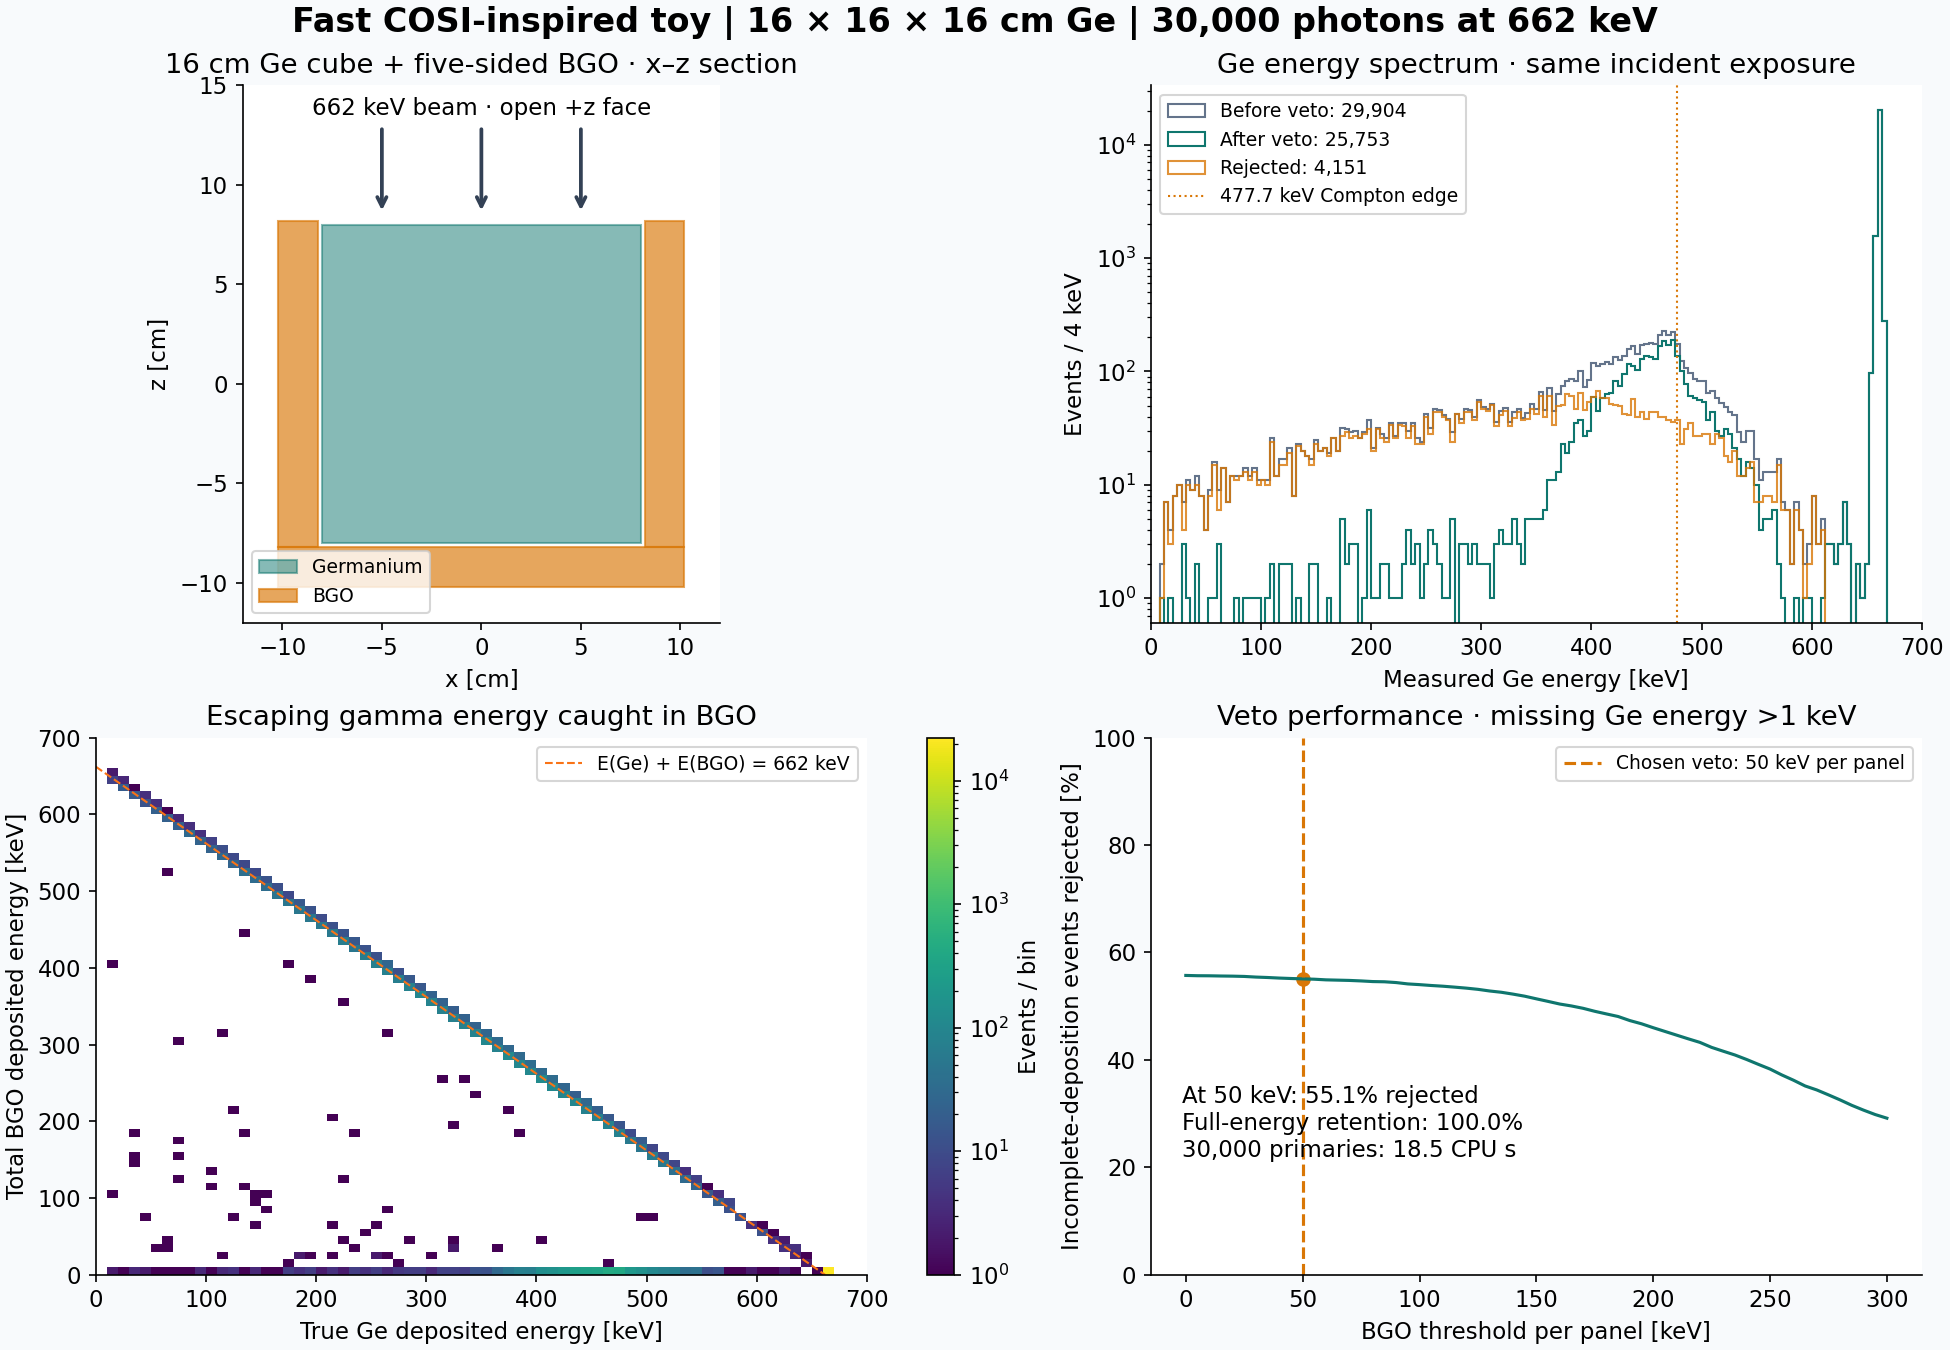 Fast COSI-inspired toy | 16 × 16 × 16 cm Ge | 30,000 photons at 662 keV
16 cm Ge cube + five-sided BGO · x–z section
662 keV beam · open +z face
15
10
5
0
−5
−10
z [cm]
Germanium
BGO
−10
−5
0
5
10
x [cm]
Ge energy spectrum · same incident exposure
Before veto: 29,904
After veto: 25,753
Rejected: 4,151
477.7 keV Compton edge
10⁴
10³
10²
10¹
10⁰
Events / 4 keV
0
100
200
300
400
500
600
700
Measured Ge energy [keV]
Escaping gamma energy caught in BGO
E(Ge) + E(BGO) = 662 keV
700
600
500
400
300
200
100
0
Total BGO deposited energy [keV]
0
100
200
300
400
500
600
700
True Ge deposited energy [keV]
10⁴
10³
10²
10¹
10⁰
Events / bin
Veto performance · missing Ge energy >1 keV
Chosen veto: 50 keV per panel
100
80
60
40
20
0
Incomplete-deposition events rejected [%]
At 50 keV: 55.1% rejected
Full-energy retention: 100.0%
30,000 primaries: 18.5 CPU s
0
50
100
150
200
250
300
BGO threshold per panel [keV]